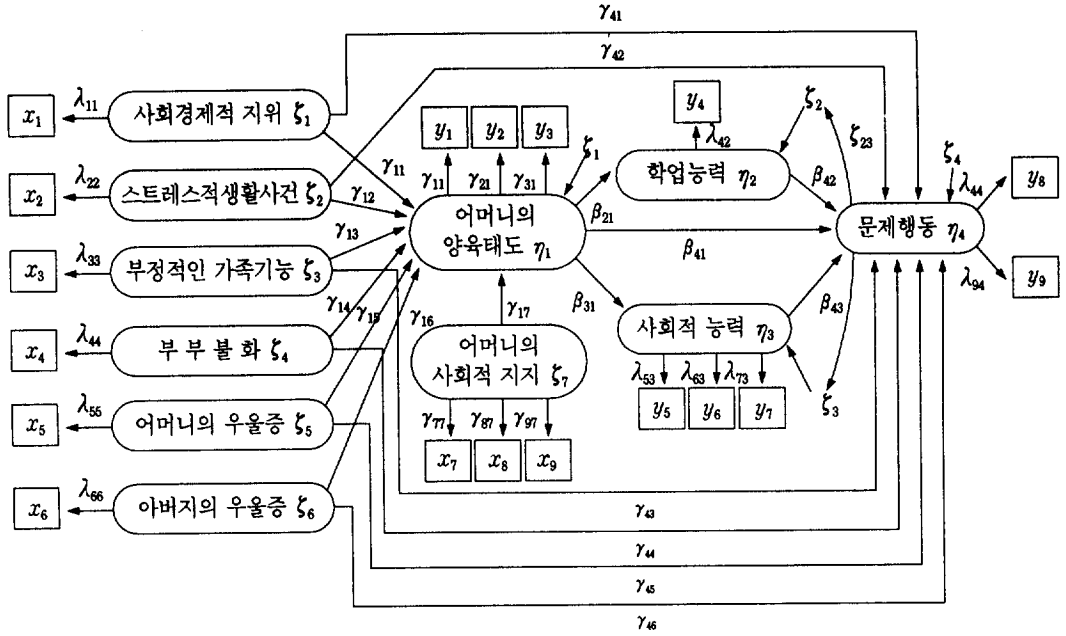 γ₄₁
γ₄₂
x₁ λ₁₁ 사회경제적 지위 ζ₁
γ₁₁
x₂ λ₂₂ 스트레스적생활사건 ζ₂
γ₁₂
γ₁₃
x₃ λ₃₃ 부정적인 가족기능 ζ₃
γ₁₄ γ₁₅ γ₁₆
x₄ λ₄₄ 부 부 불 화 ζ₄
x₅ λ₅₅ 어머니의 우울증 ζ₅
x₆ λ₆₆ 아버지의 우울증 ζ₆
y₁ y₂ y₃
γ₁₁ γ₂₁ γ₃₁ ζ₁
어머니의
양육태도 η₁
γ₁₇
어머니의
사회적 지지 ζ₇
γ₇₇ γ₈₇ γ₉₇
x₇ x₈ x₉
β₂₁
β₄₁
β₃₁
y₄
λ₄₂ ζ₂ ζ₂₃
학업능력 η₂
β₄₂
사회적 능력 η₃
β₄₃
λ₅₃ λ₆₃ λ₇₃
y₅ y₆ y₇ ζ₃
ζ₄
λ₄₄ y₈
문제행동 η₄
λ₉₄ y₉
γ₄₃
γ₄₄
γ₄₅
γ₄₆